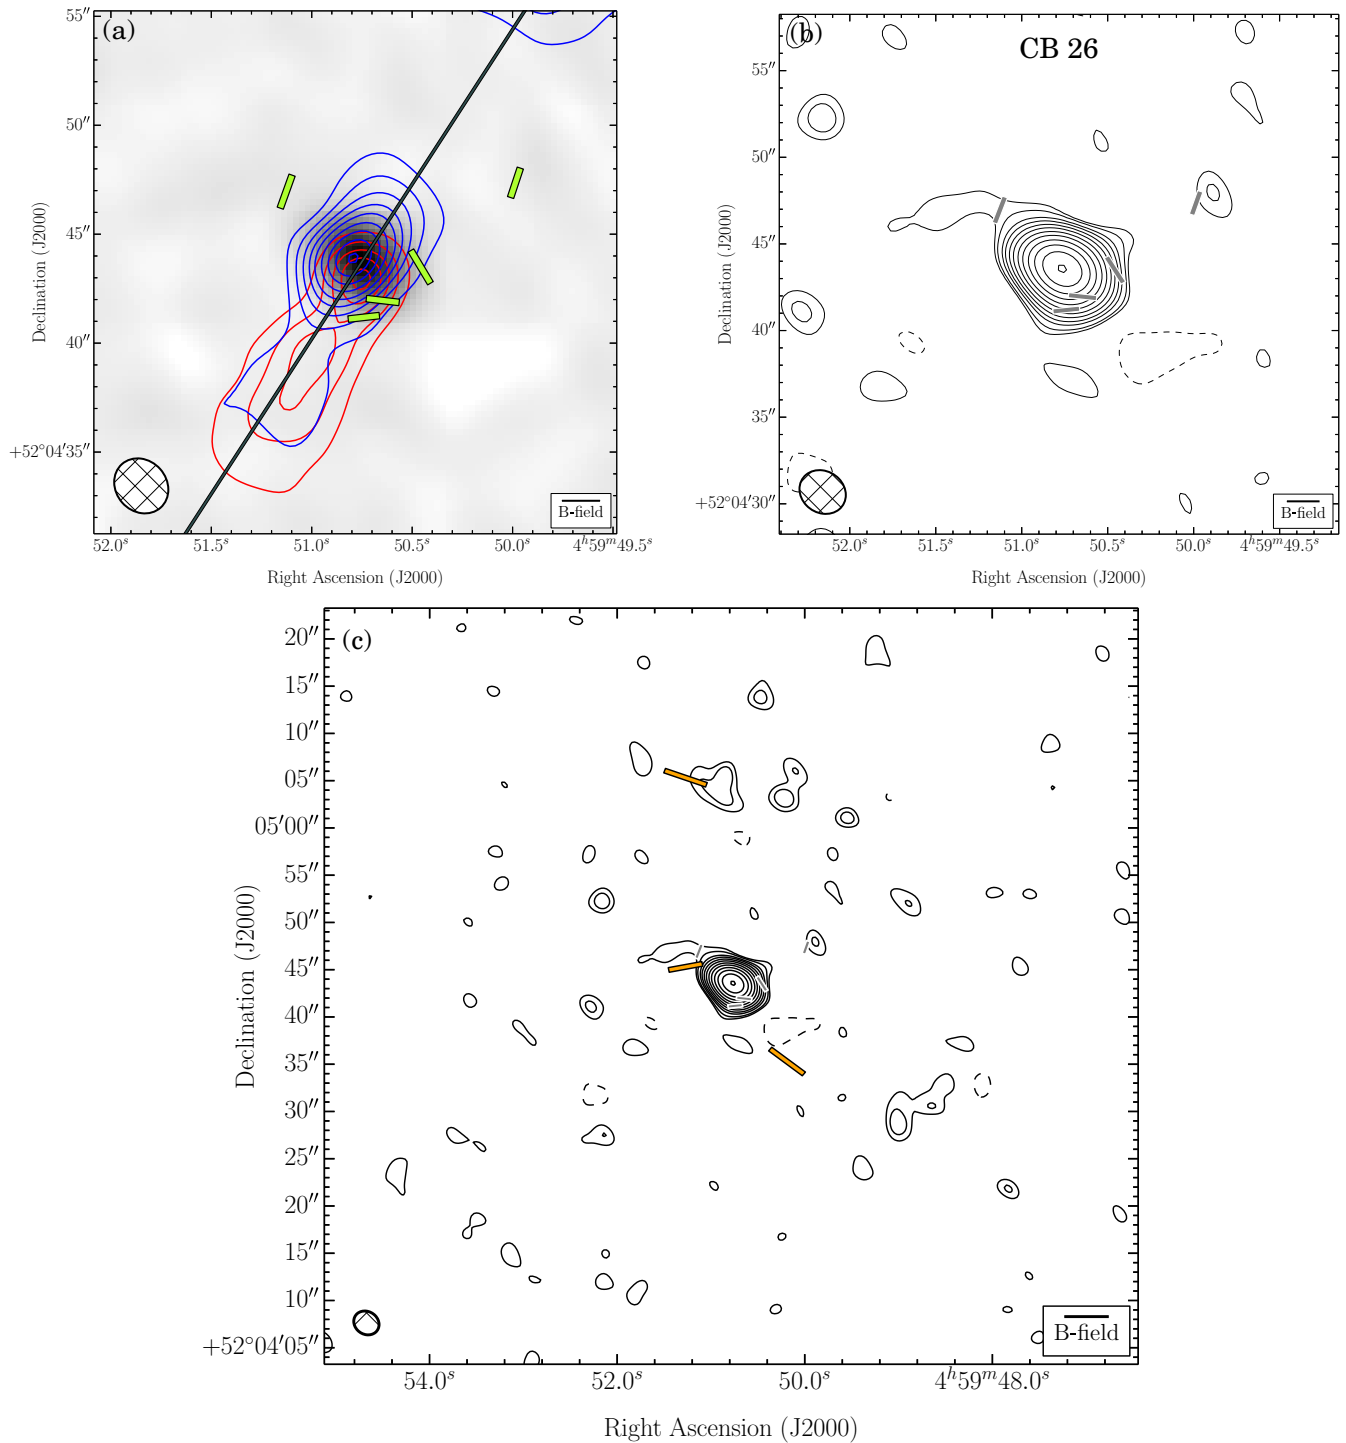 (a)
55″
50″
45″
40″
+52°04′35″
Declination (J2000)
52.0ˢ 51.5ˢ 51.0ˢ 50.5ˢ 50.0ˢ 4ʰ59ᵐ49.5ˢ
Right Ascension (J2000)
B-field
(b)
CB 26
55″
50″
45″
40″
35″
+52°04′30″
Declination (J2000)
52.0ˢ 51.5ˢ 51.0ˢ 50.5ˢ 50.0ˢ 4ʰ59ᵐ49.5ˢ
Right Ascension (J2000)
B-field
(c)
20″
15″
10″
05″
05′00″
55″
50″
45″
40″
35″
30″
25″
20″
15″
10″
+52°04′05″
Declination (J2000)
54.0ˢ 52.0ˢ 50.0ˢ 4ʰ59ᵐ48.0ˢ
Right Ascension (J2000)
B-field